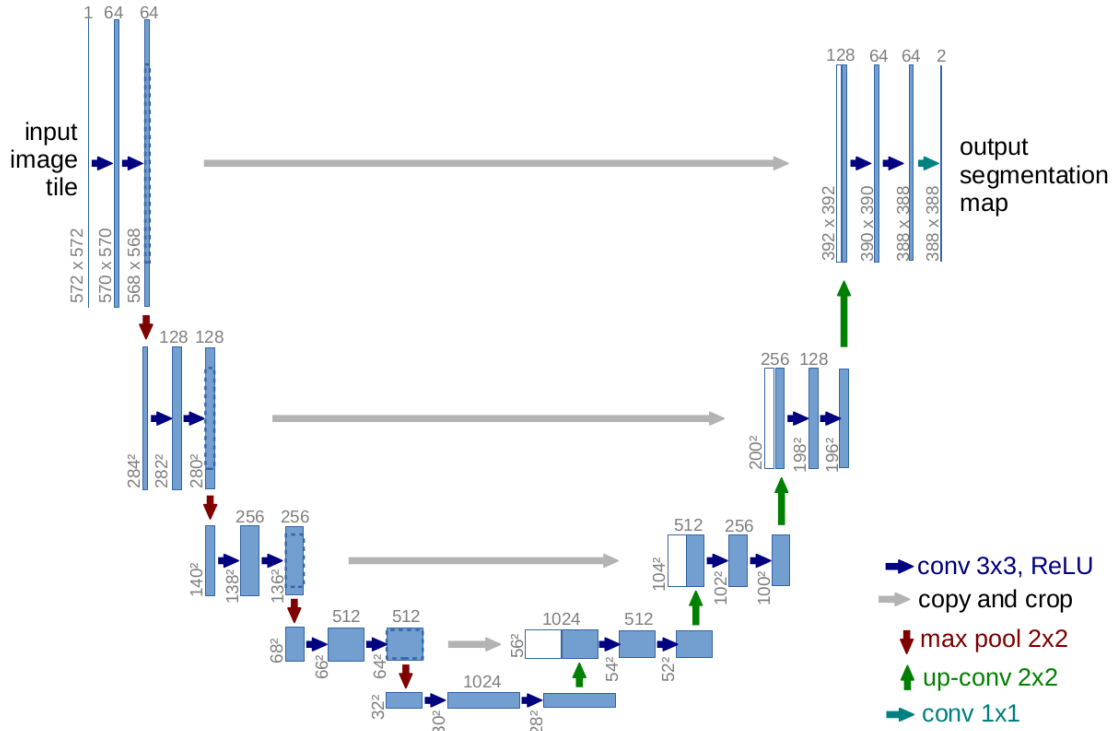 1 64 64
128 64 64 2
input
image
tile
output
segmentation
map
572 x 572
570 x 570
568 x 568
392 x 392
390 x 390
388 x 388
388 x 388
128 128
256 128
284²
282²
280²
200²
198²
196²
256 256
512 256
140²
138²
136²
104²
102²
100²
512 512
1024 512
68²
66²
64²
56²
54²
52²
1024
32²
30²
28²
conv 3x3, ReLU
copy and crop
max pool 2x2
up-conv 2x2
conv 1x1